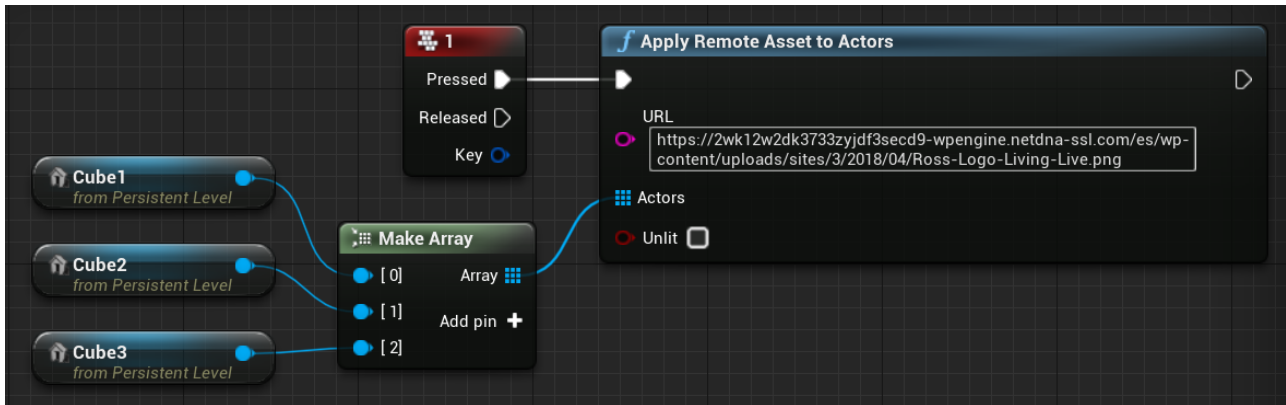 1
Pressed
Released
Key
Apply Remote Asset to Actors
URL
https://2wk12w2dk3733zyjdf3secd9-wpengine.netdna-ssl.com/es/wp-
content/uploads/sites/3/2018/04/Ross-Logo-Living-Live.png
Actors
Unlit
Cube1
from Persistent Level
Cube2
from Persistent Level
Cube3
from Persistent Level
Make Array
[ 0] Array
[ 1]
Add pin +
[ 2]